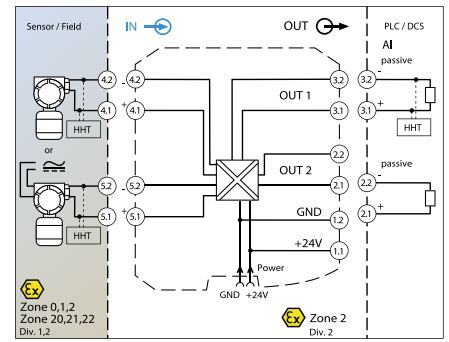 Sensor / Field
IN
OUT
PLC / DCS
AI
passive
4.2
4.2
-
3.2
3.2
-
OUT 1
4.1
+
4.1
3.1
3.1
+
HHT
HHT
or
2.2
passive
OUT 2
5.2
-
5.2
2.1
2.2
-
GND
5.1
+
5.1
1.2
2.1
+
HHT
+24V
1.1
Power
GND +24V
Ex
Zone 0,1,2
Zone 20,21,22
Div. 1,2
Ex
Zone 2
Div. 2